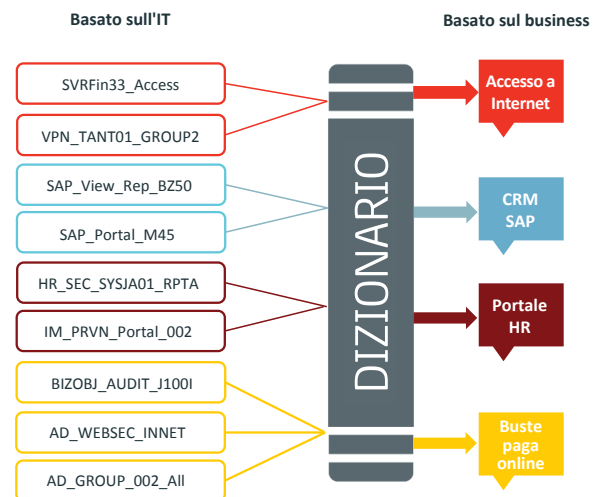 Basato sull'IT
Basato sul business
SVRFin33_Access
VPN_TANT01_GROUP2
SAP_View_Rep_BZ50
SAP_Portal_M45
HR_SEC_SYSJA01_RPTA
IM_PRVN_Portal_002
BIZOBJ_AUDIT_J100I
AD_WEBSEC_INNET
AD_GROUP_002_All
DIZIONARIO
Accesso a
Internet
CRM
SAP
Portale
HR
Buste
paga
online